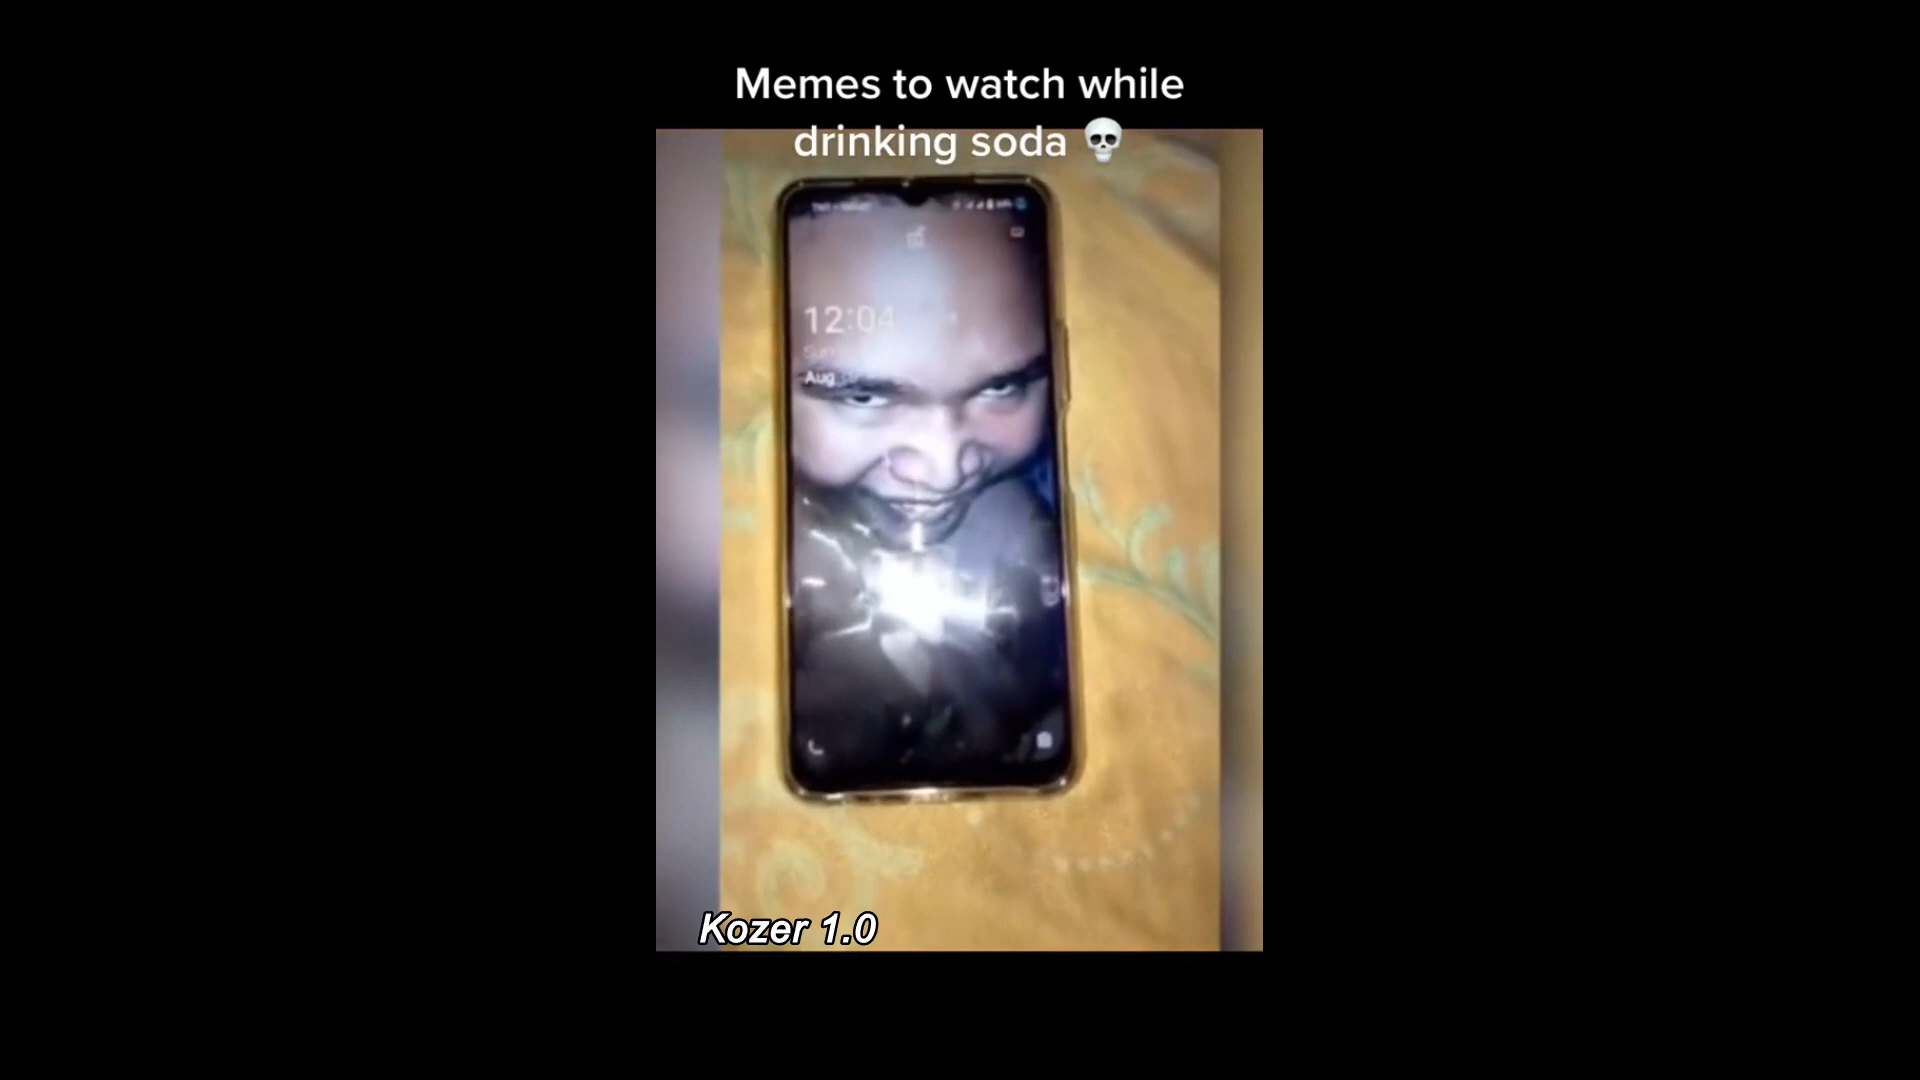 Memes to watch while
drinking soda 💀
12:04
Aug
Kozer 1.0